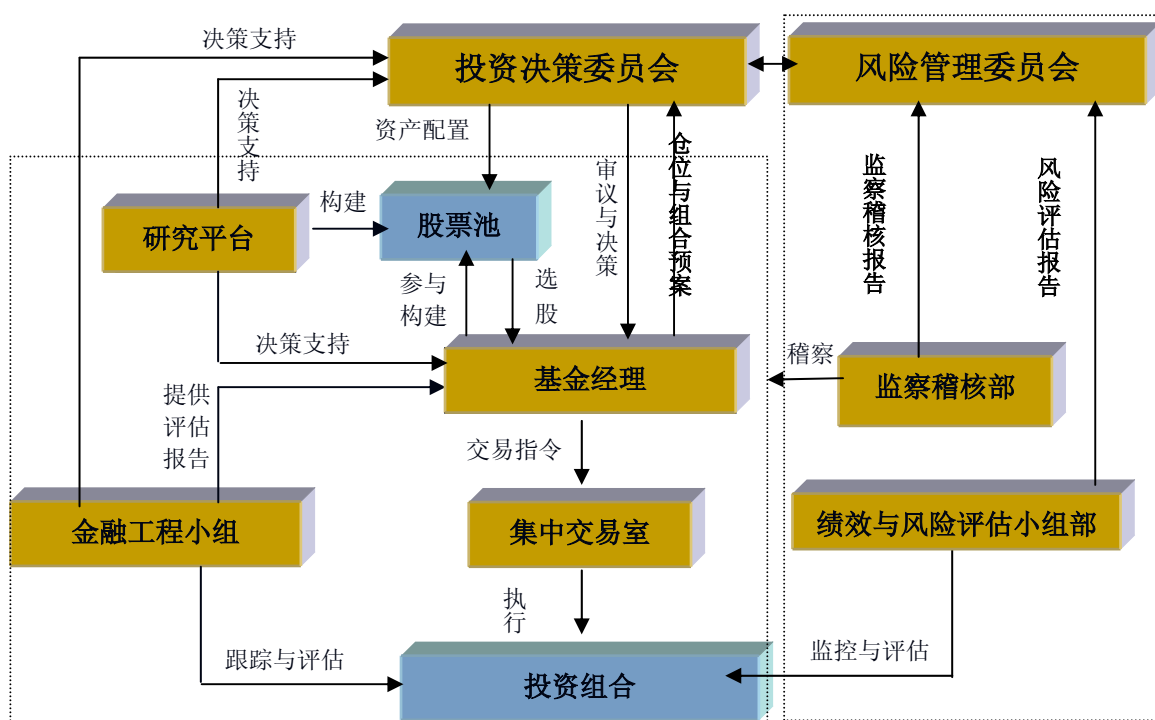 决策支持
投资决策委员会
风险管理委员会
决策支持
资产配置
审议与决策
仓位与组合预案
监察稽核报告
风险评估报告
研究平台
构建
股票池
参与
构建
选股
决策支持
基金经理
稽察
监察稽核部
提供
评估
报告
交易指令
金融工程小组
集中交易室
绩效与风险评估小组部
执行
跟踪与评估
投资组合
监控与评估